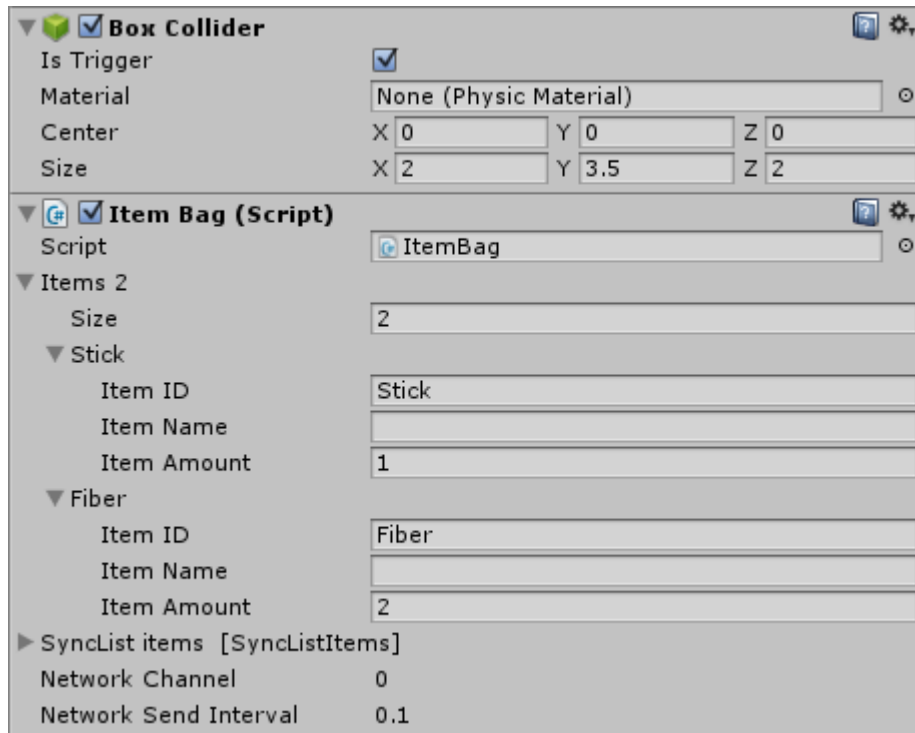 Box Collider
Is Trigger
Material None (Physic Material)
Center X 0 Y 0 Z 0
Size X 2 Y 3.5 Z 2
Item Bag (Script)
Script ItemBag
Items 2
Size 2
Stick
Item ID Stick
Item Name
Item Amount 1
Fiber
Item ID Fiber
Item Name
Item Amount 2
SyncList items [SyncListItems]
Network Channel 0
Network Send Interval 0.1